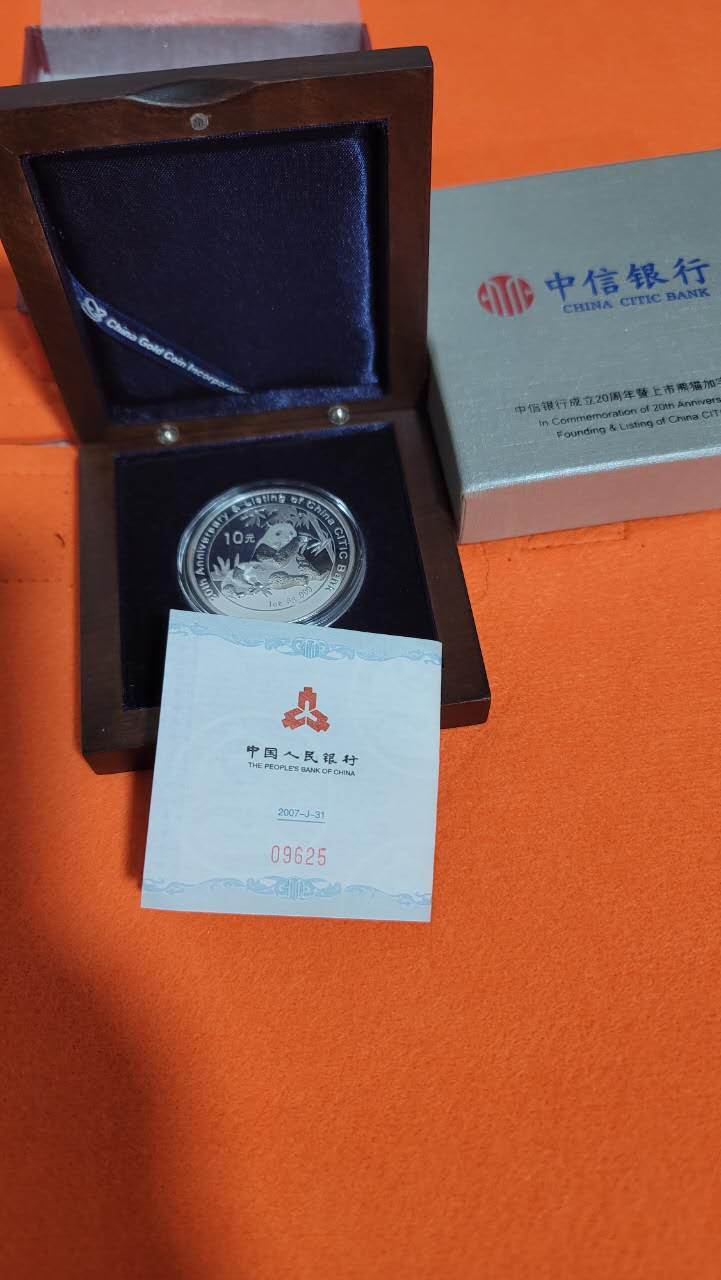 China Gold Coin Incorpora
CITIC
中信银行
CHINA CITIC BANK
中信银行成立20周年暨上市熊猫加字
In Commemoration of 20th Annivers
Founding & Listing of China CIT
20th Anniversary & Listing of China CITIC Bank
10元
1oz Ag .999
中国人民银行
THE PEOPLE'S BANK OF CHINA
2007-J-31
09625